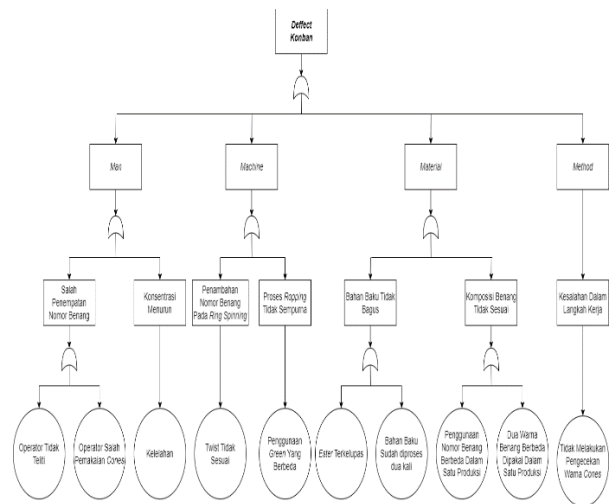 Deffect
Konban
Man
Machine
Material
Method
Salah
Penempatan
Nomor Benang
Konsentrasi
Menurun
Penambahan
Nomor Benang
Pada Ring Spinning
Proses Ropping
Tidak Sempurna
Bahan Baku Tidak
Bagus
Komposisi Benang
Tidak Sesuai
Kesalahan Dalam
Langkah Kerja
Operator Tidak
Teliti
Operator Salah
Pemakaian Cones
Kelelahan
Twist Tidak
Sesuai
Penggunaan
Green Yang
Berbeda
Ester Terkelupas
Bahan Baku
Sudah diproses
dua kali
Penggunaan
Nomor Benang
Berbeda Dalam
Satu Produksi
Dua Warna
Benang Berbeda
Dipakai Dalam
Satu Produksi
Tidak Melakukan
Pengecekan
Warna Cones